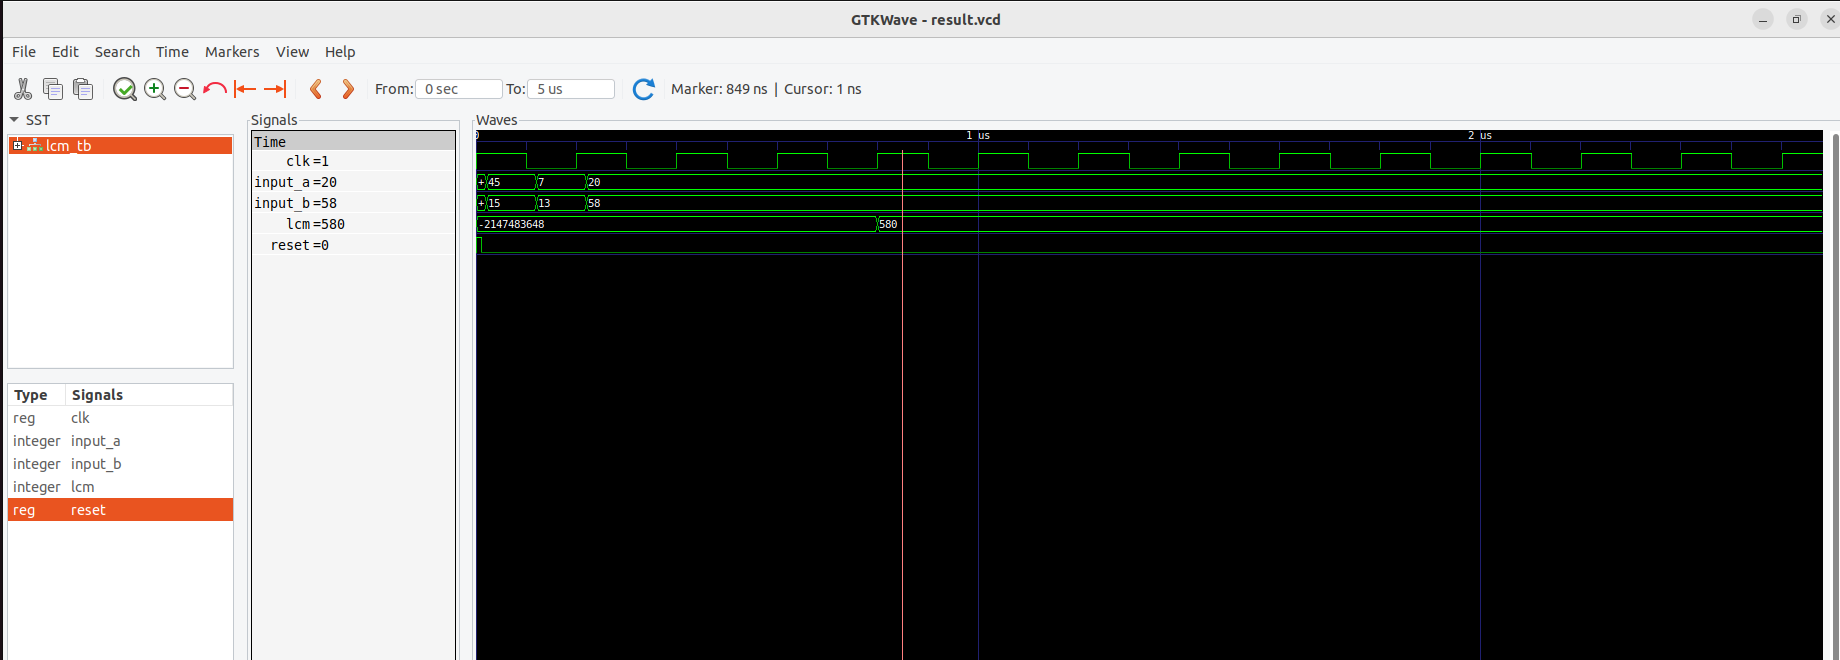 GTKWave - result.vcd
File Edit Search Time Markers View Help
From: 0 sec To: 5 us Marker: 849 ns | Cursor: 1 ns
SST
lcm_tb
Type Signals
reg clk
integer input_a
integer input_b
integer lcm
reg reset
Signals
Time
clk =1
input_a =20
input_b =58
lcm =580
reset =0
Waves
0 1 us 2 us
+ 45 7 20
+ 15 13 58
-2147483648 580